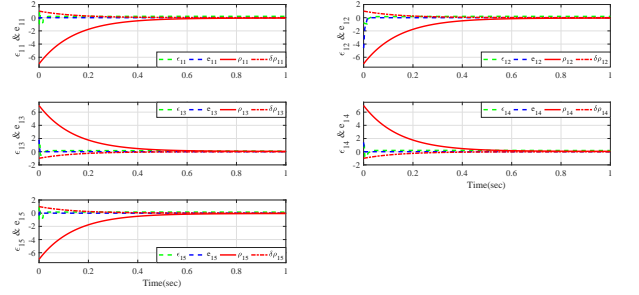 2
0
-2
-4
-6
ϵ₁₁ & e₁₁
ϵ₁₁ e₁₁ ρ₁₁ δρ₁₁
0 0.2 0.4 0.6 0.8 1
2
0
-2
-4
-6
ϵ₁₂ & e₁₂
ϵ₁₂ e₁₂ ρ₁₂ δρ₁₂
0 0.2 0.4 0.6 0.8 1
6
4
2
0
ϵ₁₃ & e₁₃
ϵ₁₃ e₁₃ ρ₁₃ δρ₁₃
0 0.2 0.4 0.6 0.8 1
6
4
2
0
ϵ₁₄ & e₁₄
ϵ₁₄ e₁₄ ρ₁₄ δρ₁₄
0 0.2 0.4 0.6 0.8 1
Time(sec)
2
0
-2
-4
-6
ϵ₁₅ & e₁₅
ϵ₁₅ e₁₅ ρ₁₅ δρ₁₅
0 0.2 0.4 0.6 0.8 1
Time(sec)